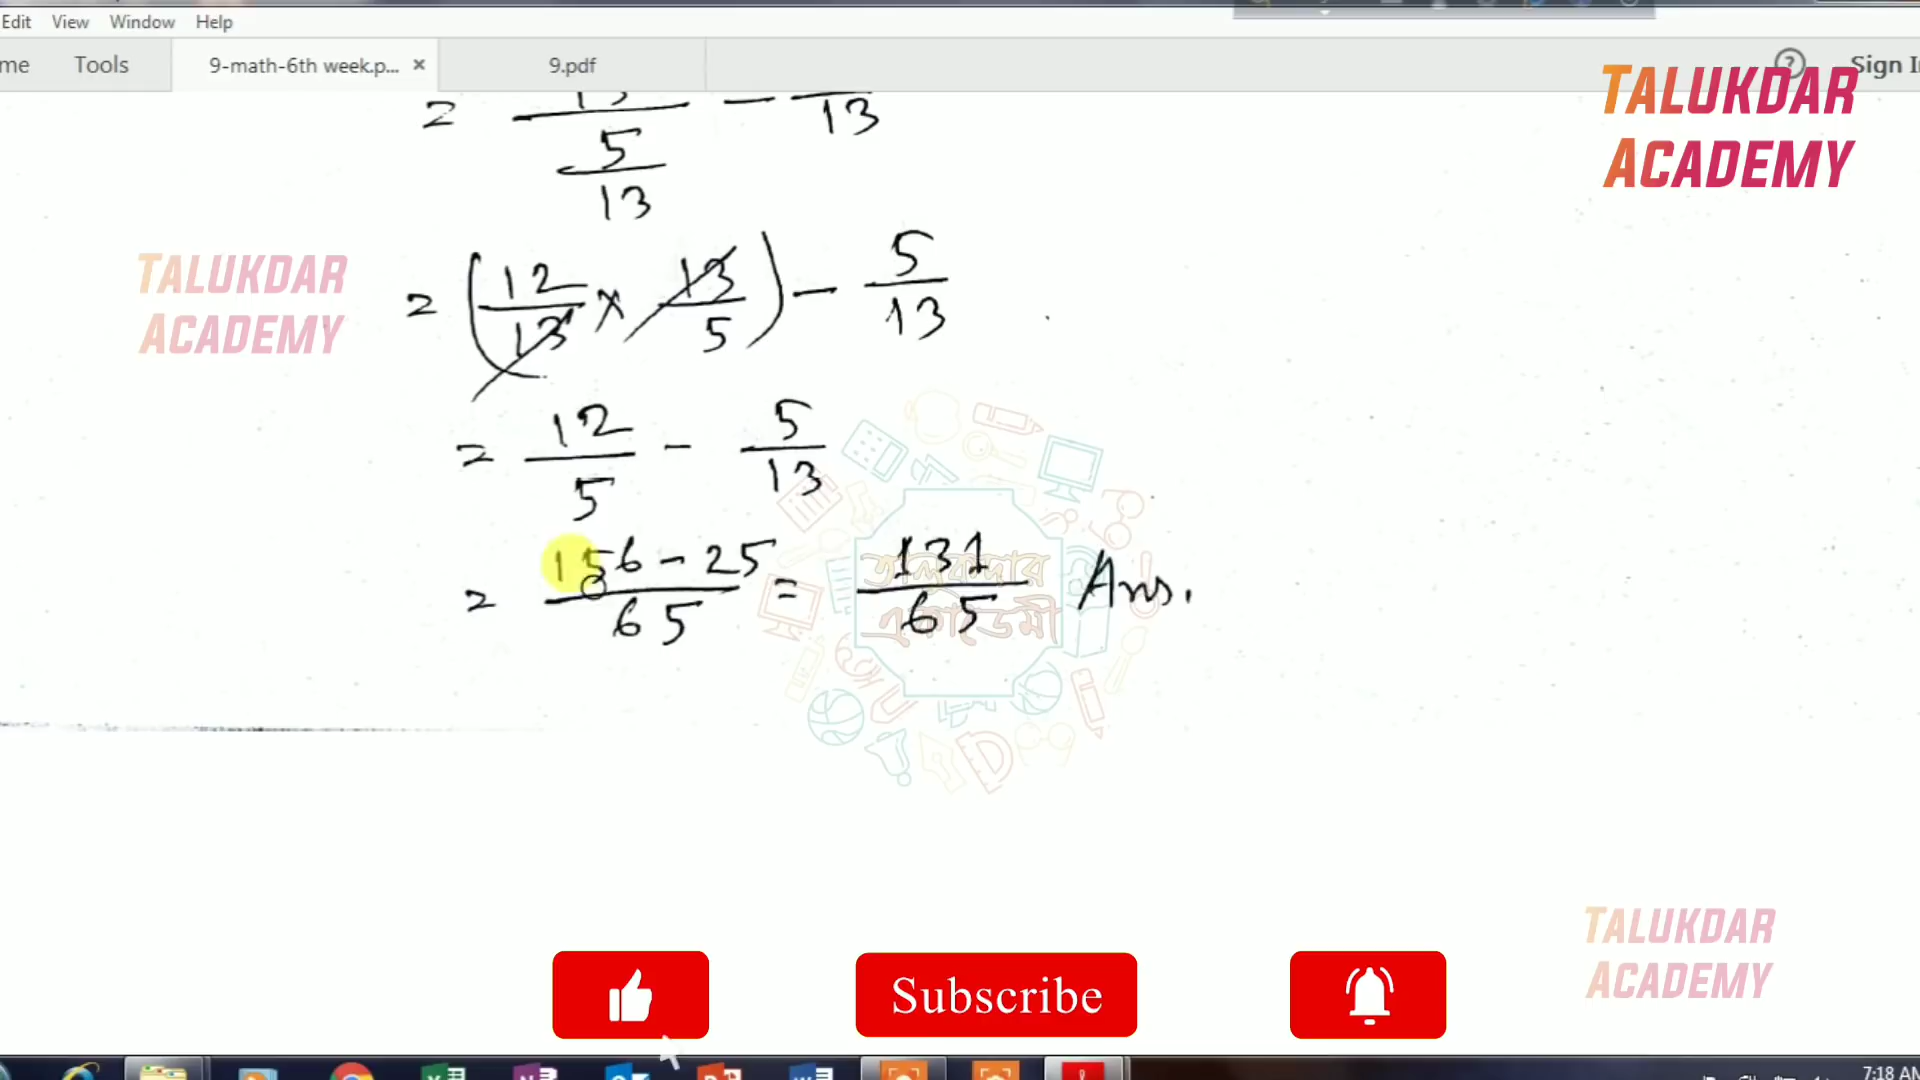 Edit View Window Help
me Tools 9-math-6th week.p... × 9.pdf ? Sign I
TALUKDAR
ACADEMY
= 13 / 5/13 - 13
TALUKDAR
ACADEMY
= (12/13 × 13/5) - 5/13
= 12/5 - 5/13
= 156-25/65 = 131/65 Ans.
তালুকদার
একাডেমী
TALUKDAR
ACADEMY
Subscribe
7:18 AM